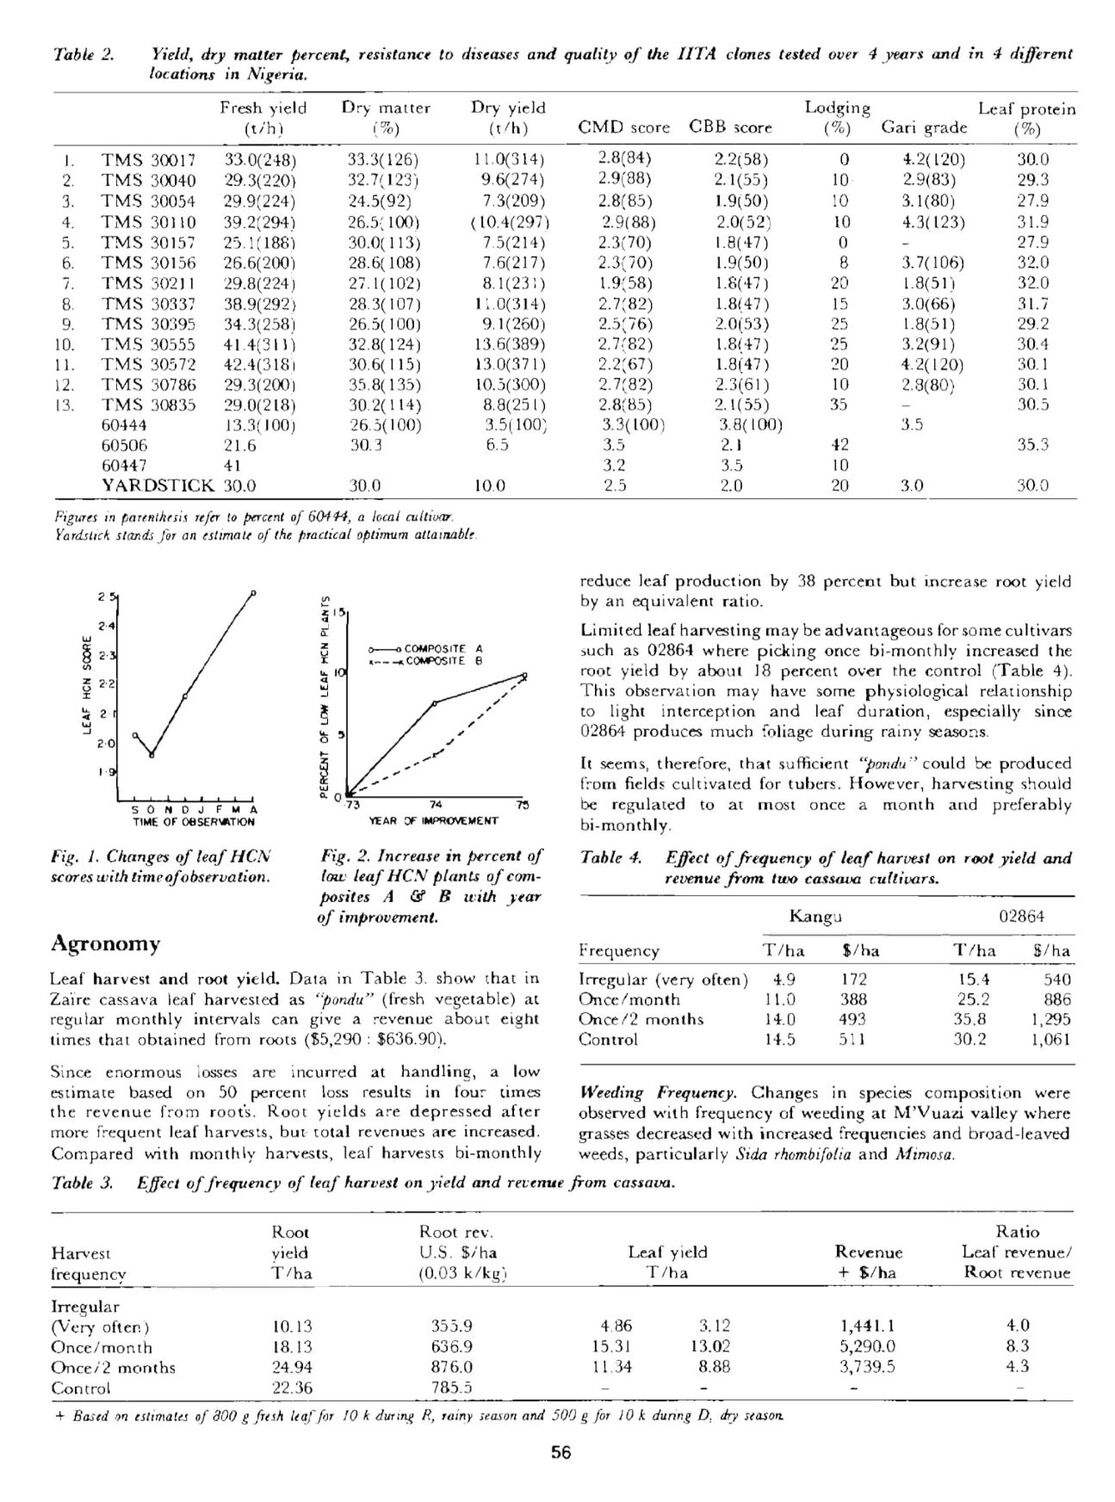 Table 2. Yield, dry matter percent, resistance to diseases and quality of the IITA clones tested over 4 years and in 4 different
locations in Nigeria.
Fresh yield Dry matter Dry yield Lodging Leaf protein
(t/h) (%) (t/h) CMD score CBB score (%) Gari grade (%)
1. TMS 30017 33.0(248) 33.3(126) 11.0(314) 2.8(84) 2.2(58) 0 4.2(120) 30.0
2. TMS 30040 29.3(220) 32.7(123) 9.6(274) 2.9(88) 2.1(55) 10 2.9(83) 29.3
3. TMS 30054 29.9(224) 24.5(92) 7.3(209) 2.8(85) 1.9(50) 10 3.1(80) 27.9
4. TMS 30110 39.2(294) 26.5(100) (10.4(297) 2.9(88) 2.0(52) 10 4.3(123) 31.9
5. TMS 30157 25.1(188) 30.0(113) 7.5(214) 2.3(70) 1.8(47) 0 - 27.9
6. TMS 30156 26.6(200) 28.6(108) 7.6(217) 2.3(70) 1.9(50) 8 3.7(106) 32.0
7. TMS 30211 29.8(224) 27.1(102) 8.1(231) 1.9(58) 1.8(47) 20 1.8(51) 32.0
8. TMS 30337 38.9(292) 28.3(107) 11.0(314) 2.7(82) 1.8(47) 15 3.0(66) 31.7
9. TMS 30395 34.3(258) 26.5(100) 9.1(260) 2.5(76) 2.0(53) 25 1.8(51) 29.2
10. TMS 30555 41.4(311) 32.8(124) 13.6(389) 2.7(82) 1.8(47) 25 3.2(91) 30.4
11. TMS 30572 42.4(318) 30.6(115) 13.0(371) 2.2(67) 1.8(47) 20 4.2(120) 30.1
12. TMS 30786 29.3(200) 35.8(135) 10.5(300) 2.7(82) 2.3(61) 10 2.8(80) 30.1
13. TMS 30835 29.0(218) 30.2(114) 8.8(251) 2.8(85) 2.1(55) 35 - 30.5
60444 13.3(100) 26.5(100) 3.5(100) 3.3(100) 3.8(100) 3.5
60506 21.6 30.3 6.5 3.5 2.1 42 35.3
60447 41 3.2 3.5 10
YARDSTICK 30.0 30.0 10.0 2.5 2.0 20 3.0 30.0
Figures in parenthesis refer to percent of 60444, a local cultivar.
Yardstick stands for an estimate of the practical optimum attainable.
LEAF HCN SCORE
2.5
2.4
2.3
2.2
2.1
2.0
1.9
S O N D J F M A
TIME OF OBSERVATION
Fig. 1. Changes of leaf HCN
scores with time of observation.
PERCENT OF LOW LEAF HCN PLANTS
15
10
5
0
COMPOSITE A
COMPOSITE B
73 74 75
YEAR OF IMPROVEMENT
Fig. 2. Increase in percent of
low leaf HCN plants of com-
posites A & B with year
of improvement.
Agronomy
Leaf harvest and root yield. Data in Table 3. show that in
Zaïre cassava leaf harvested as "pondu" (fresh vegetable) at
regular monthly intervals can give a revenue about eight
times that obtained from roots ($5,290 : $636.90).
Since enormous losses are incurred at handling, a low
estimate based on 50 percent loss results in four times
the revenue from roots. Root yields are depressed after
more frequent leaf harvests, but total revenues are increased.
Compared with monthly harvests, leaf harvests bi-monthly
reduce leaf production by 38 percent but increase root yield
by an equivalent ratio.
Limited leaf harvesting may be advantageous for some cultivars
such as 02864 where picking once bi-monthly increased the
root yield by about 18 percent over the control (Table 4).
This observation may have some physiological relationship
to light interception and leaf duration, especially since
02864 produces much foliage during rainy seasons.
It seems, therefore, that sufficient "pondu" could be produced
from fields cultivated for tubers. However, harvesting should
be regulated to at most once a month and preferably
bi-monthly.
Table 4. Effect of frequency of leaf harvest on root yield and
revenue from two cassava cultivars.
Kangu 02864
Frequency T/ha $/ha T/ha $/ha
Irregular (very often) 4.9 172 15.4 540
Once/month 11.0 388 25.2 886
Once/2 months 14.0 493 35.8 1,295
Control 14.5 511 30.2 1,061
Weeding Frequency. Changes in species composition were
observed with frequency of weeding at M'Vuazi valley where
grasses decreased with increased frequencies and broad-leaved
weeds, particularly Sida rhombifolia and Mimosa.
Table 3. Effect of frequency of leaf harvest on yield and revenue from cassava.
Root Root rev. Ratio
Harvest yield U.S. $/ha Leaf yield Revenue Leaf revenue/
frequency T/ha (0.03 k/kg) T/ha + $/ha Root revenue
Irregular
(Very often) 10.13 355.9 4.86 3.12 1,441.1 4.0
Once/month 18.13 636.9 15.31 13.02 5,290.0 8.3
Once/2 months 24.94 876.0 11.34 8.88 3,739.5 4.3
Control 22.36 785.5 - - - -
+ Based on estimates of 800 g fresh leaf for 10 k during R, rainy season and 500 g for 10 k during D, dry season.
56